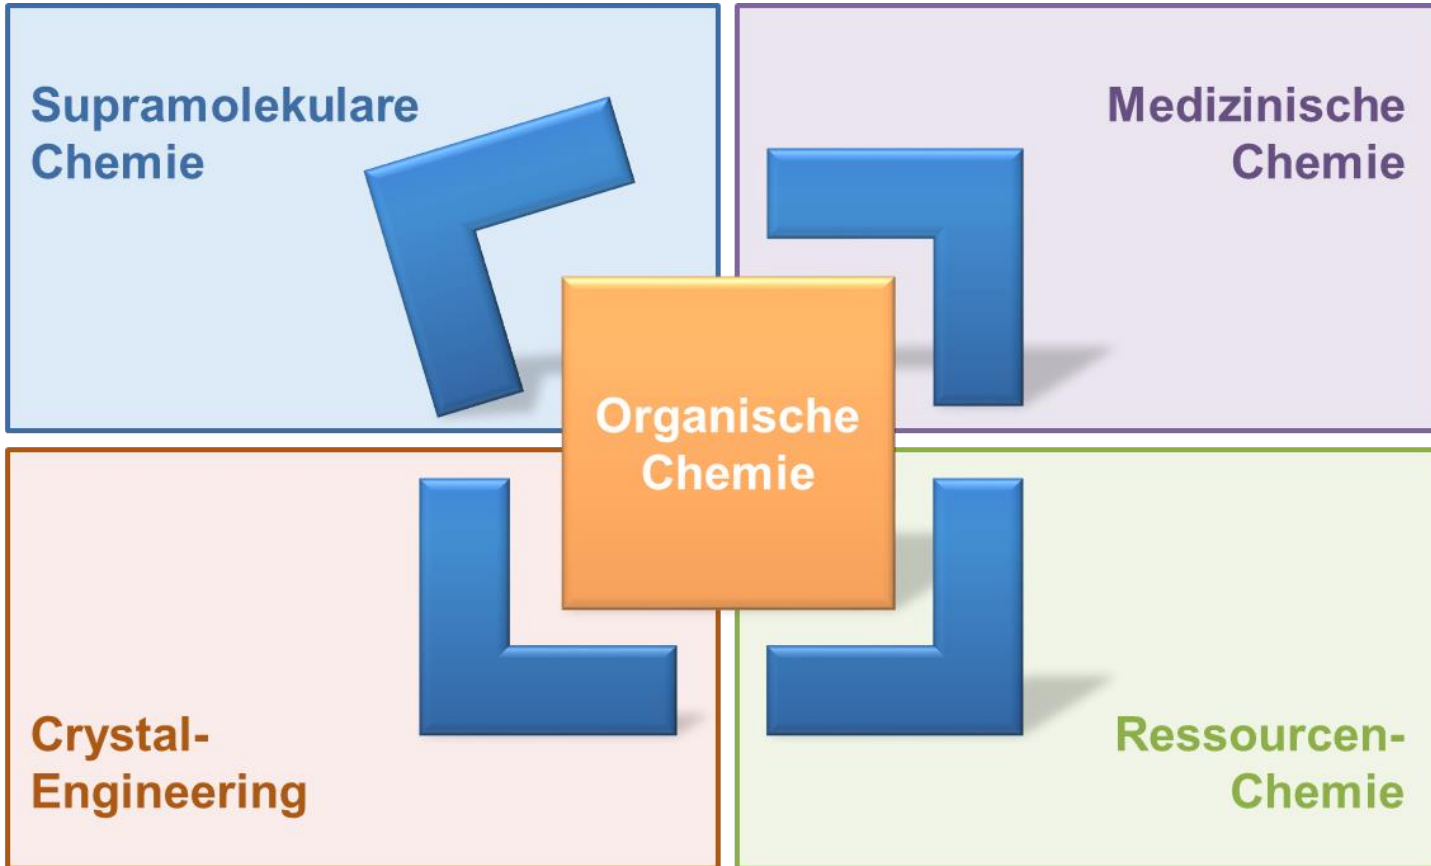 Supramolekulare
Chemie
Medizinische
Chemie
Organische
Chemie
Crystal-
Engineering
Ressourcen-
Chemie